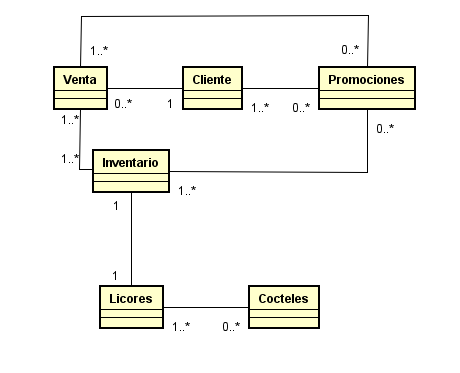 1..*
0..*
Venta
Cliente
Promociones
0..*
1
1..*
0..*
1..*
0..*
1..*
Inventario
1..*
1
1
Licores
Cocteles
1..*
0..*